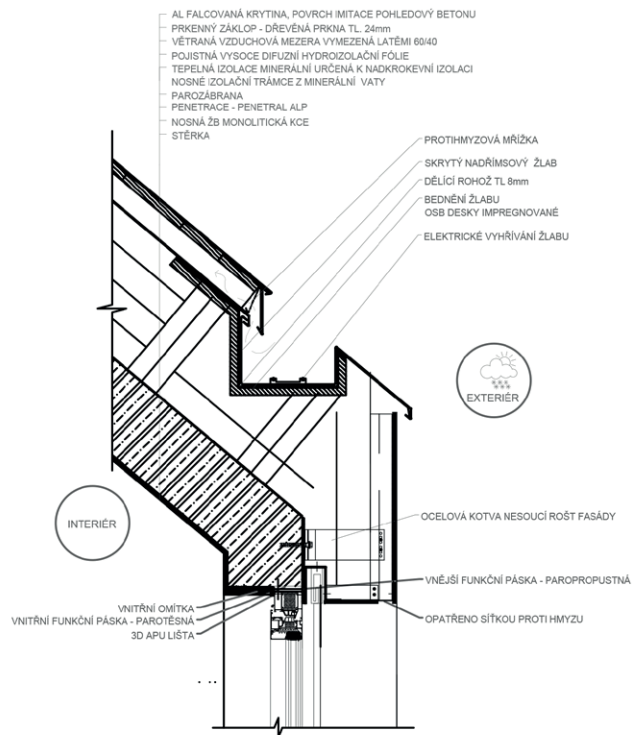 AL FALCOVANÁ KRYTINA, POVRCH IMITACE POHLEDOVÝ BETONU
PRKENNÝ ZÁKLOP - DŘEVĚNÁ PRKNA TL. 24mm
VĚTRANÁ VZDUCHOVÁ MEZERA VYMEZENÁ LATĚMI 60/40
POJISTNÁ VYSOCE DIFUZNÍ HYDROIZOLAČNÍ FÓLIE
TEPELNÁ IZOLACE MINERÁLNÍ URČENÁ K NADKROKEVNÍ IZOLACI
NOSNÉ IZOLAČNÍ TRÁMCE Z MINERÁLNÍ VATY
PAROZÁBRANA
PENETRACE - PENETRAL ALP
NOSNÁ ŽB MONOLITICKÁ KCE
STĚRKA
PROTIHMYZOVÁ MŘÍŽKA
SKRYTÝ NADŘÍMSOVÝ ŽLAB
DĚLÍCÍ ROHOŽ TL 8mm
BEDNĚNÍ ŽLABU
OSB DESKY IMPREGNOVANÉ
ELEKTRICKÉ VYHŘÍVÁNÍ ŽLABU
EXTERIÉR
INTERIÉR
OCELOVÁ KOTVA NESOUCÍ ROŠT FASÁDY
VNĚJŠÍ FUNKČNÍ PÁSKA - PAROPROPUSTNÁ
VNITŘNÍ OMÍTKA
VNITŘNÍ FUNKČNÍ PÁSKA - PAROTĚSNÁ
3D APU LIŠTA
OPATŘENO SÍŤKOU PROTI HMYZU